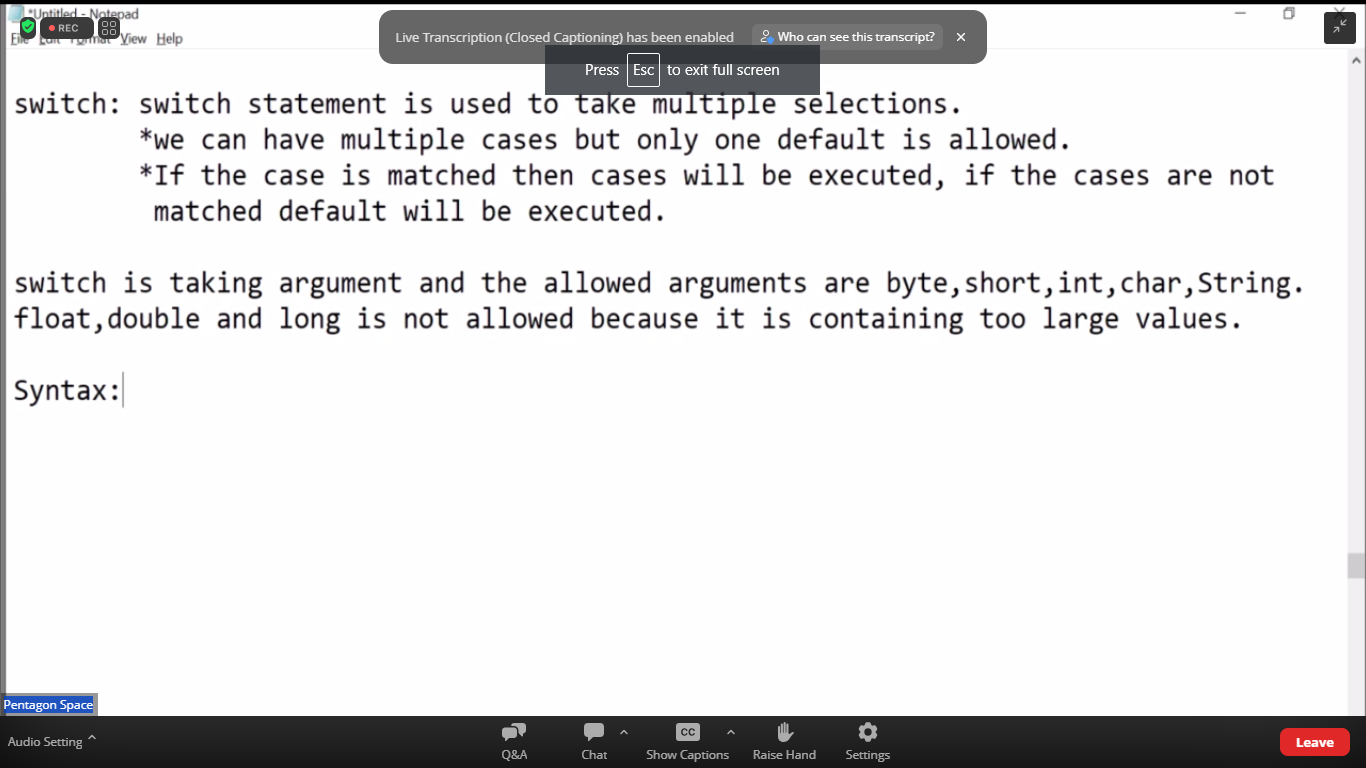 *Untitled - Notepad
REC
File Edit Format View Help
Live Transcription (Closed Captioning) has been enabled
Who can see this transcript?
Press Esc to exit full screen
switch: switch statement is used to take multiple selections.
*we can have multiple cases but only one default is allowed.
*If the case is matched then cases will be executed, if the cases are not
matched default will be executed.
switch is taking argument and the allowed arguments are byte,short,int,char,String.
float,double and long is not allowed because it is containing too large values.
Syntax:
Pentagon Space
Audio Setting
Q&A
Chat
CC
Show Captions
Raise Hand
Settings
Leave